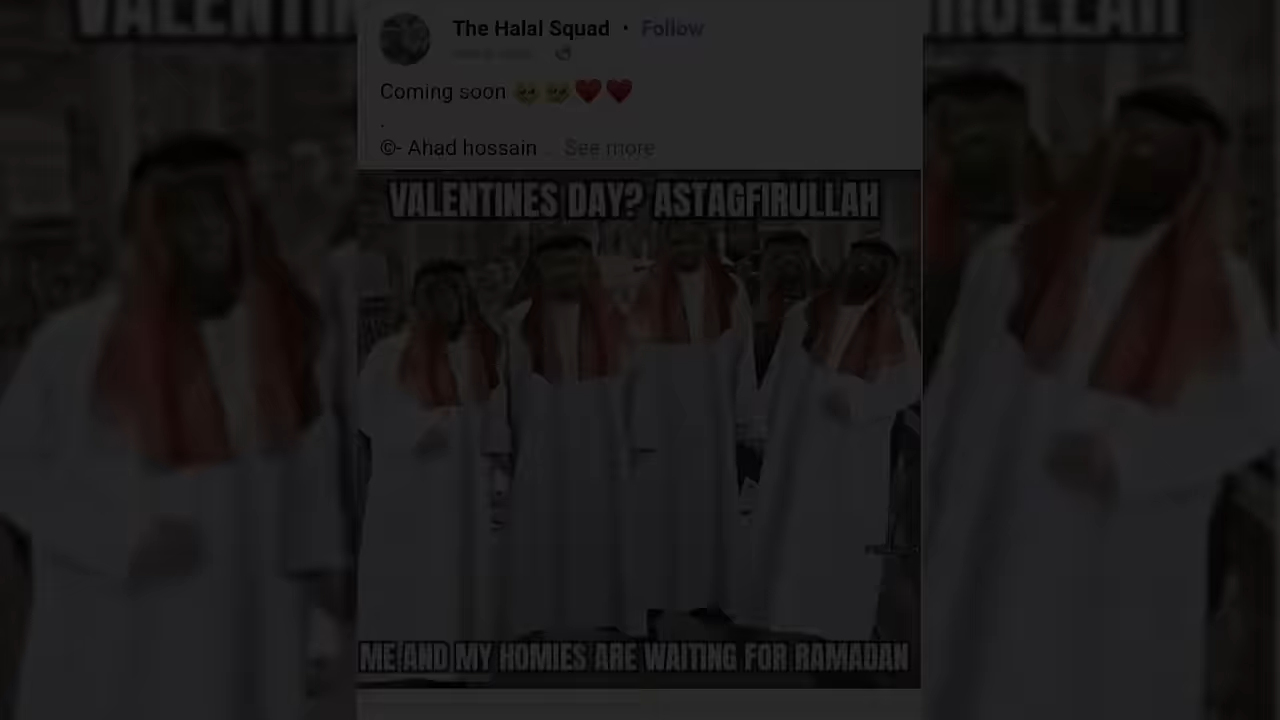 The Halal Squad · Follow
Coming soon 🥹🥹❤️❤️
.
©- Ahad hossain ... See more
VALENTINES DAY? ASTAGFIRULLAH
ME AND MY HOMIES ARE WAITING FOR RAMADAN